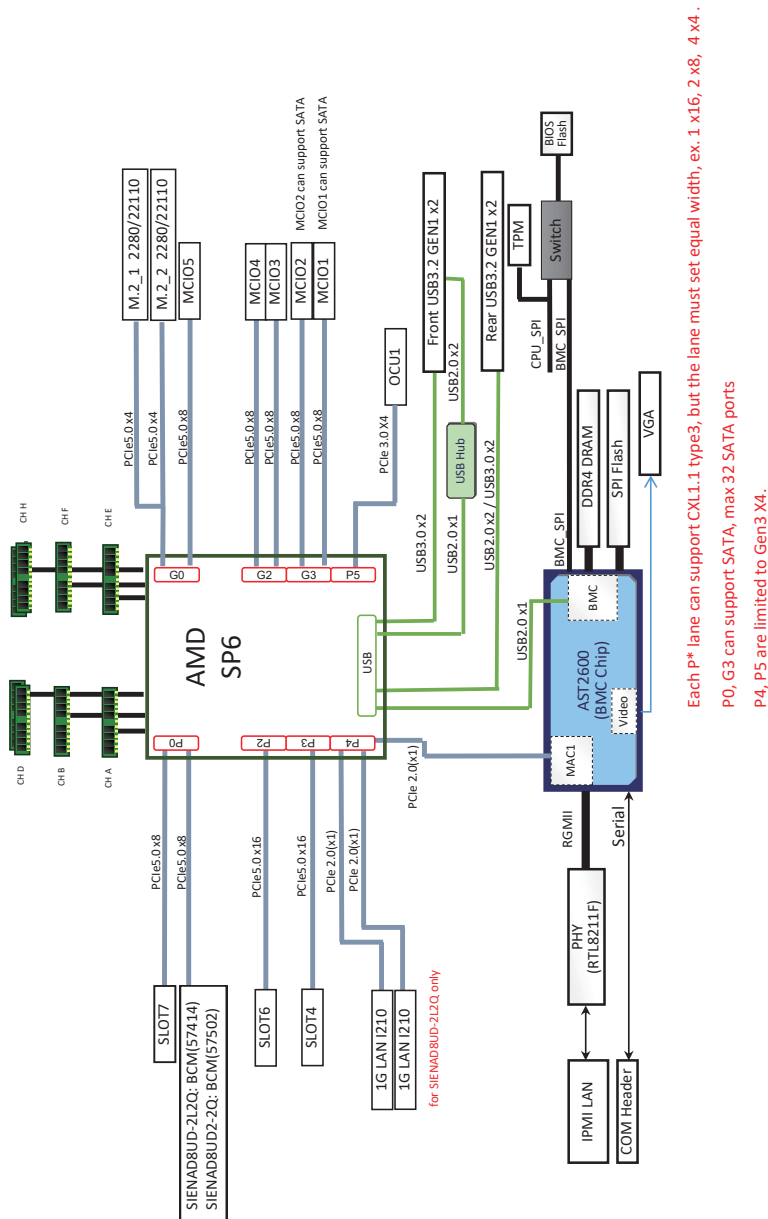 CH D
CH B
CH A
CH H
CH F
CH E
AMD
SP6
P0
P2
P3
P4
G0
G2
G3
P5
USB
PCIe5.0 x8
PCIe5.0 x8
PCIe5.0 x16
PCIe5.0 x16
PCIe 2.0(x1)
PCIe 2.0(x1)
PCIe 2.0(x1)
SLOT7
SIENAD8UD-2L2Q: BCM(57414)
SIENAD8UD2-2Q: BCM(57502)
SLOT6
SLOT4
1G LAN I210
1G LAN I210
for SIENAD8UD-2L2Q only
PCIe5.0 x4
PCIe5.0 x4
PCIe5.0 x8
PCIe5.0 x8
PCIe5.0 x8
PCIe5.0 x8
PCIe5.0 x8
PCIe 3.0 X4
M.2_1 2280/22110
M.2_1 2280/22110
MCIO5
MCIO4
MCIO3
MCIO2
MCIO2 can support SATA
MCIO1
MCIO1 can support SATA
OCU1
USB3.0 x2
USB2.0 x1
USB Hub
USB2.0 x2
Front USB3.2 GEN1 x2
USB2.0 x2 / USB3.0 x2
Rear USB3.2 GEN1 x2
USB2.0 x1
CPU_SPI
BMC_SPI
TPM
Switch
BIOS
Flash
BMC_SPI
DDR4 DRAM
SPI Flash
VGA
MAC1
AST2600
(BMC Chip)
BMC
Video
RGMII
Serial
PHY
(RTL8211F)
IPMI LAN
COM Header
Each P* lane can support CXL1.1 type3, but the lane must set equal width, ex. 1 x16, 2 x8, 4 x4 .
P0, G3 can support SATA, max 32 SATA ports
P4, P5 are limited to Gen3 X4.